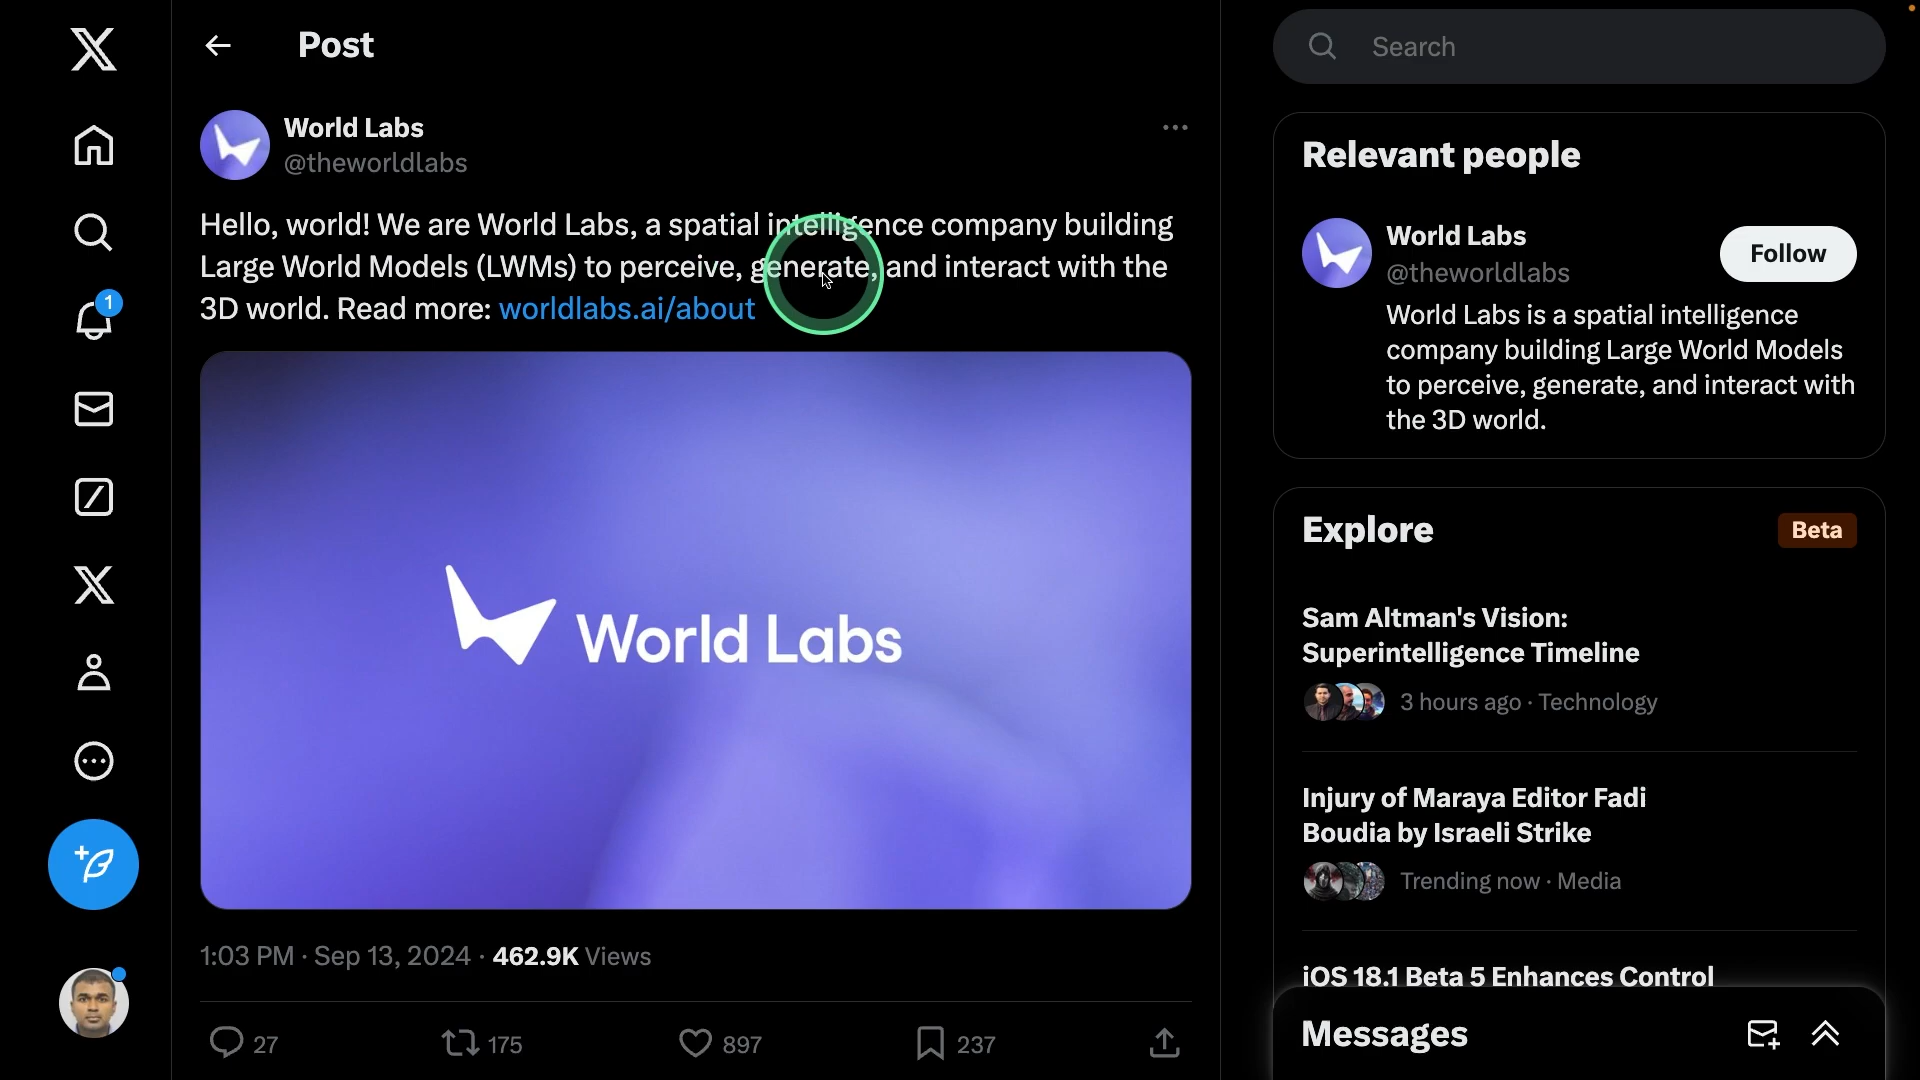 Post
World Labs
@theworldlabs
Hello, world! We are World Labs, a spatial intelligence company building
Large World Models (LWMs) to perceive, generate, and interact with the
3D world. Read more: worldlabs.ai/about
World Labs
1:03 PM · Sep 13, 2024 · 462.9K Views
27 175 897 237
1
Search
Relevant people
World Labs
@theworldlabs
Follow
World Labs is a spatial intelligence
company building Large World Models
to perceive, generate, and interact with
the 3D world.
Explore
Beta
Sam Altman's Vision:
Superintelligence Timeline
3 hours ago · Technology
Injury of Maraya Editor Fadi
Boudia by Israeli Strike
Trending now · Media
iOS 18.1 Beta 5 Enhances Control
Messages